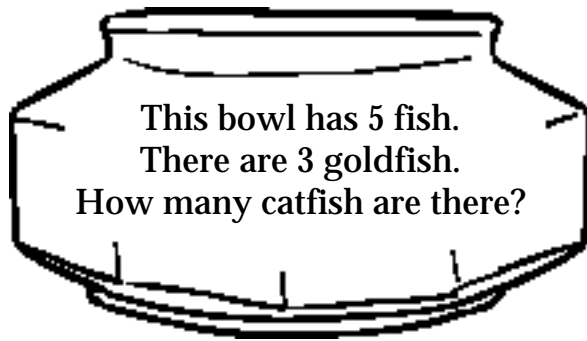 This bowl has 5 fish.
There are 3 goldfish.
How many catfish are there?